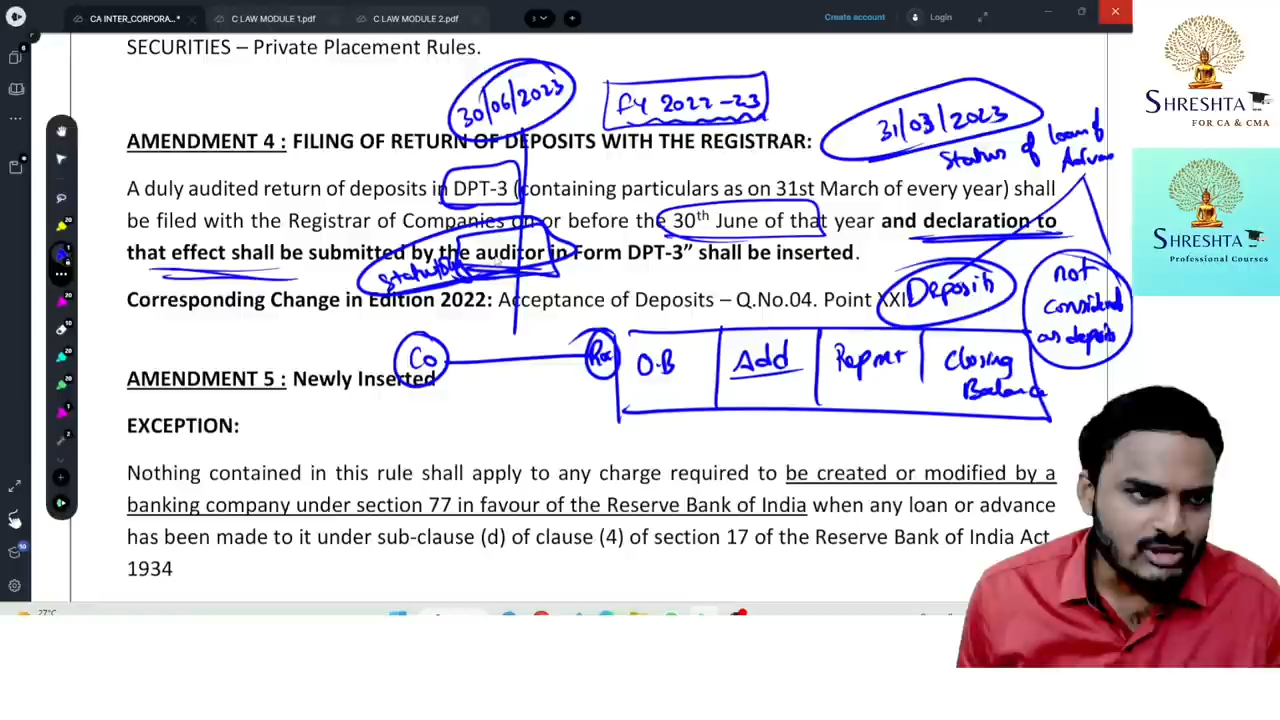 CA INTER_CORPORA...*
C LAW MODULE 1.pdf
C LAW MODULE 2.pdf
3
Create account
Login
SECURITIES – Private Placement Rules.
30/06/2023
FY 2022-23
31/03/2023
Status of loan &
AMENDMENT 4 : FILING OF RETURN OF DEPOSITS WITH THE REGISTRAR:
A duly audited return of deposits in DPT-3 (containing particulars as on 31st March of every year) shall
be filed with the Registrar of Companies on or before the 30th June of that year and declaration to
that effect shall be submitted by the auditor in Form DPT-3” shall be inserted.
Statutory
Deposits
not
considered
as deposits
Corresponding Change in Edition 2022: Acceptance of Deposits – Q.No.04. Point XXI.
Co
Roc
O.B
Add
Repmt
Closing
Balance
AMENDMENT 5 : Newly Inserted
EXCEPTION:
Nothing contained in this rule shall apply to any charge required to be created or modified by a
banking company under section 77 in favour of the Reserve Bank of India when any loan or advance
has been made to it under sub-clause (d) of clause (4) of section 17 of the Reserve Bank of India Act,
1934
27°C
SHRESHTA
FOR CA & CMA
SHRESHTA
Professional Courses